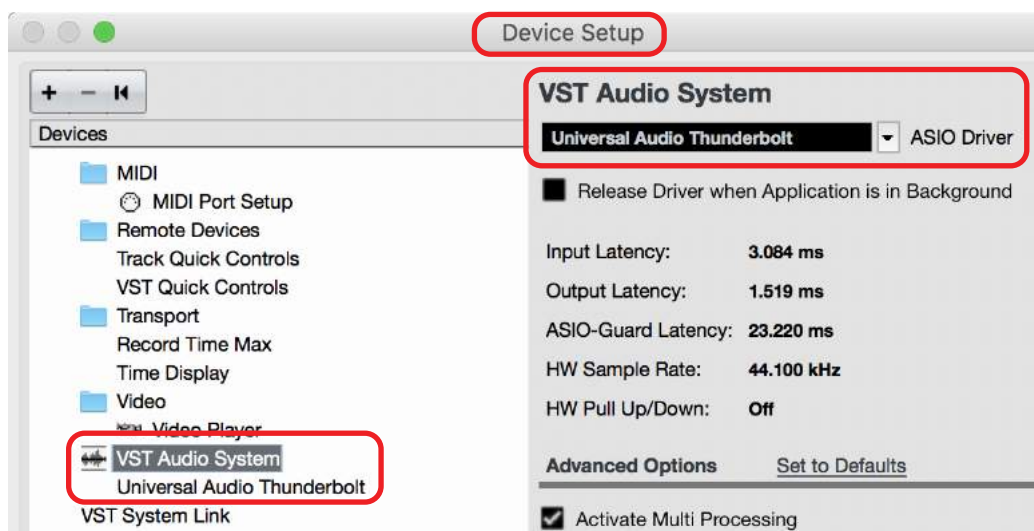 Device Setup
+ −
Devices
MIDI
MIDI Port Setup
Remote Devices
Track Quick Controls
VST Quick Controls
Transport
Record Time Max
Time Display
Video
Video Player
VST Audio System
Universal Audio Thunderbolt
VST System Link
VST Audio System
Universal Audio Thunderbolt ASIO Driver
Release Driver when Application is in Background
Input Latency: 3.084 ms
Output Latency: 1.519 ms
ASIO-Guard Latency: 23.220 ms
HW Sample Rate: 44.100 kHz
HW Pull Up/Down: Off
Advanced Options Set to Defaults
Activate Multi Processing